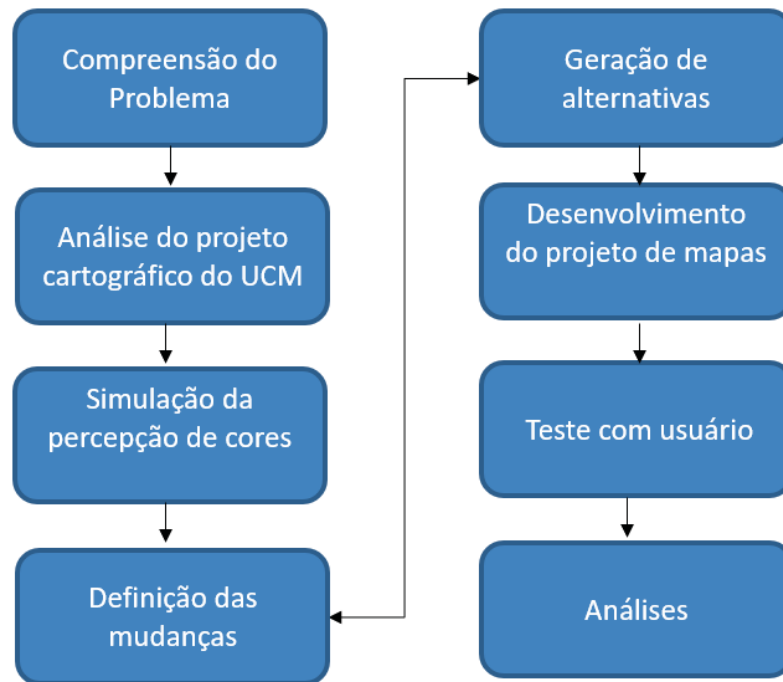 Compreensão do
Problema
Análise do projeto
cartográfico do UCM
Simulação da
percepção de cores
Definição das
mudanças
Geração de
alternativas
Desenvolvimento
do projeto de mapas
Teste com usuário
Análises